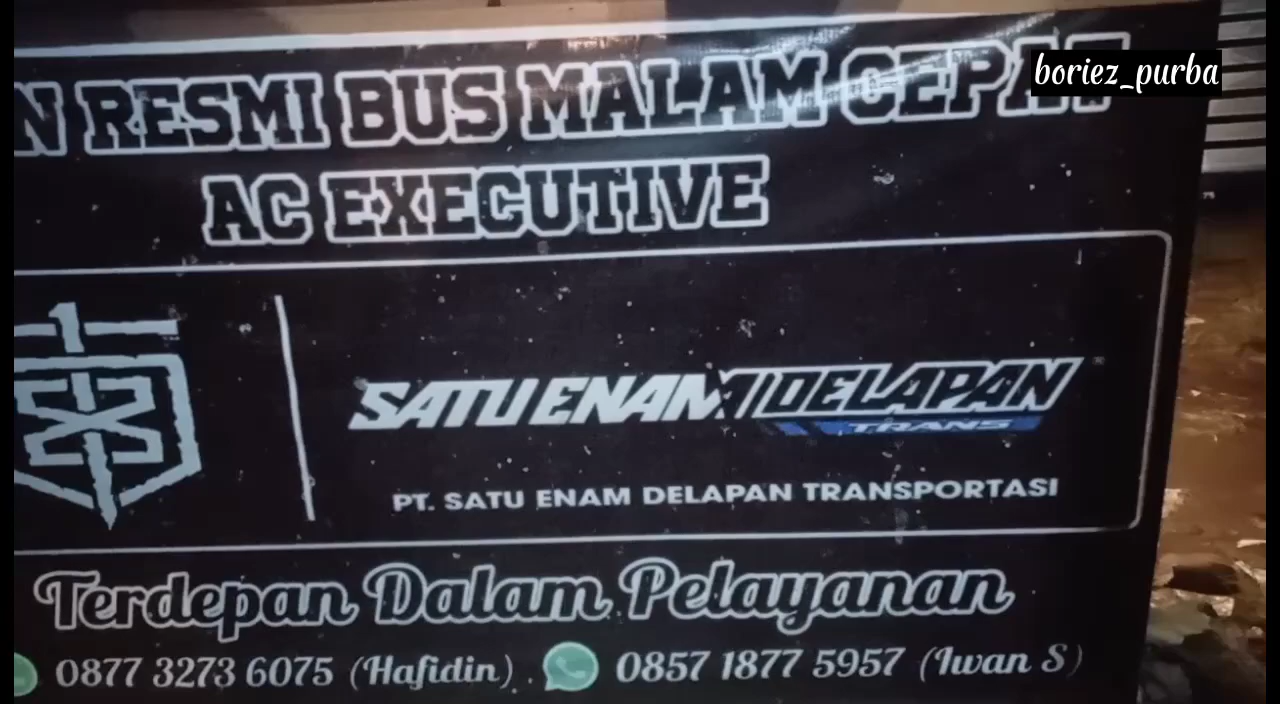 boriez_purba
RESMI BUS MALAM CEPAT
AC EXECUTIVE
SATU ENAM DELAPAN
TRANS
PT. SATU ENAM DELAPAN TRANSPORTASI
Terdepan Dalam Pelayanan
0877 3273 6075 (Hafidin) . 0857 1877 5957 (Iwan S)